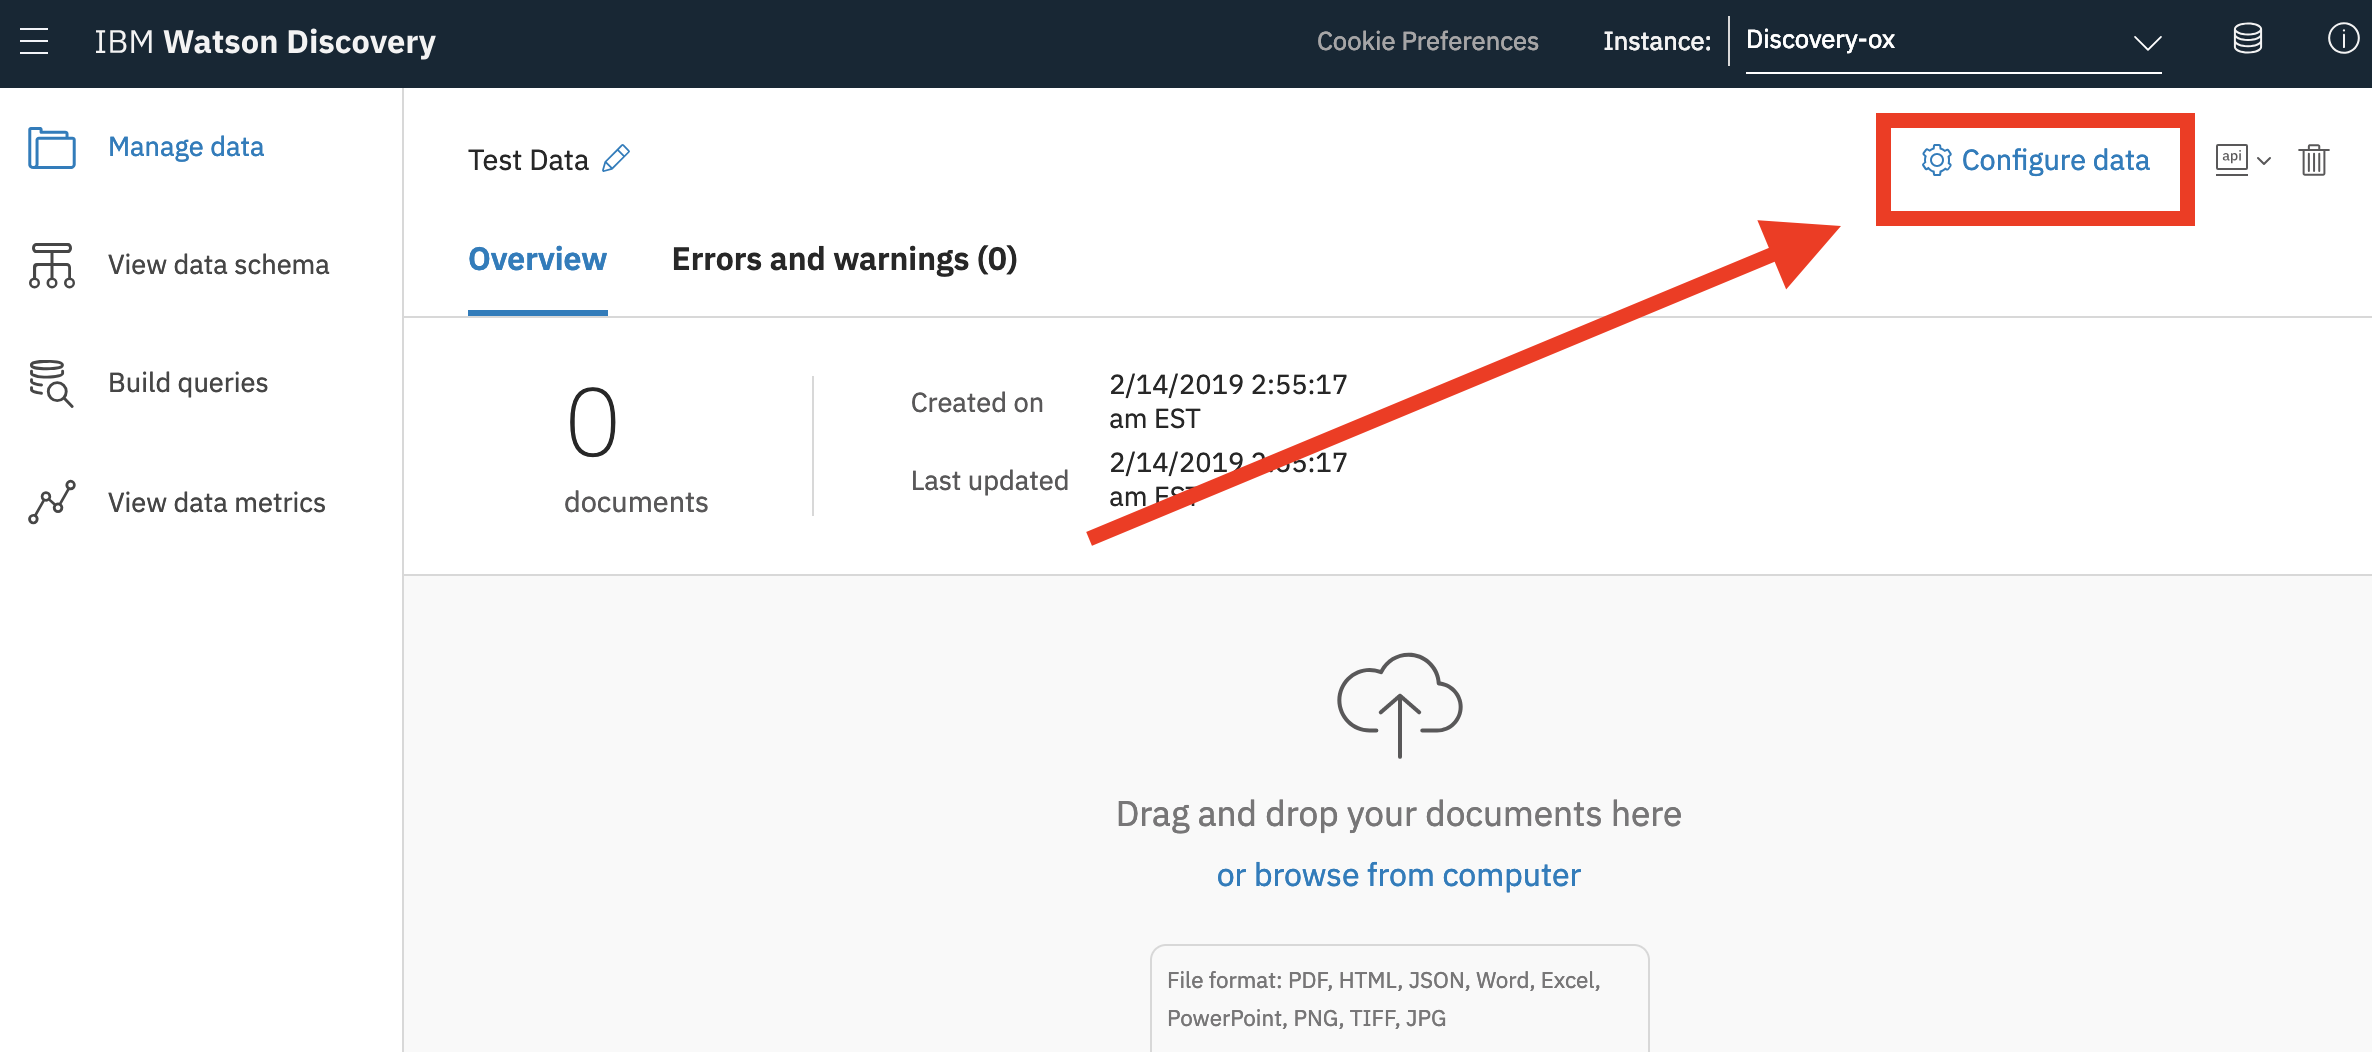 IBM Watson Discovery
Cookie Preferences
Instance:
Discovery-ox
Manage data
View data schema
Build queries
View data metrics
Test Data
Configure data
api
Overview
Errors and warnings (0)
0
documents
Created on
2/14/2019 2:55:17
am EST
Last updated
2/14/2019 2:55:17
am EST
Drag and drop your documents here
or browse from computer
File format: PDF, HTML, JSON, Word, Excel,
PowerPoint, PNG, TIFF, JPG